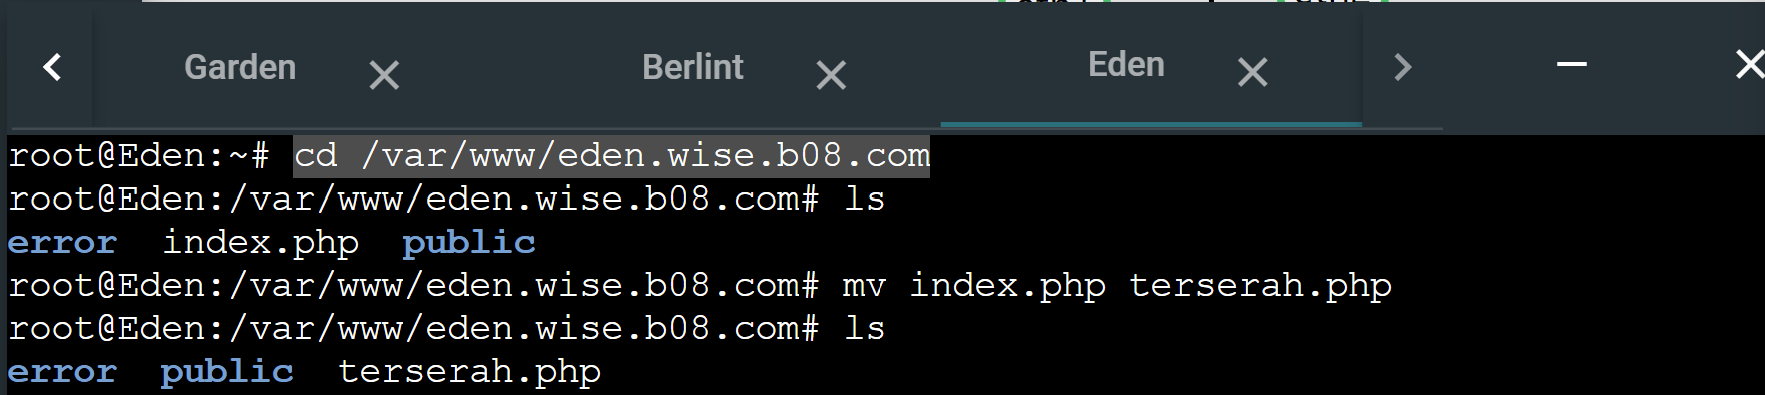 Garden
Berlint
Eden
root@Eden:~# cd /var/www/eden.wise.b08.com
root@Eden:/var/www/eden.wise.b08.com# ls
error  index.php  public
root@Eden:/var/www/eden.wise.b08.com# mv index.php terserah.php
root@Eden:/var/www/eden.wise.b08.com# ls
error  public  terserah.php